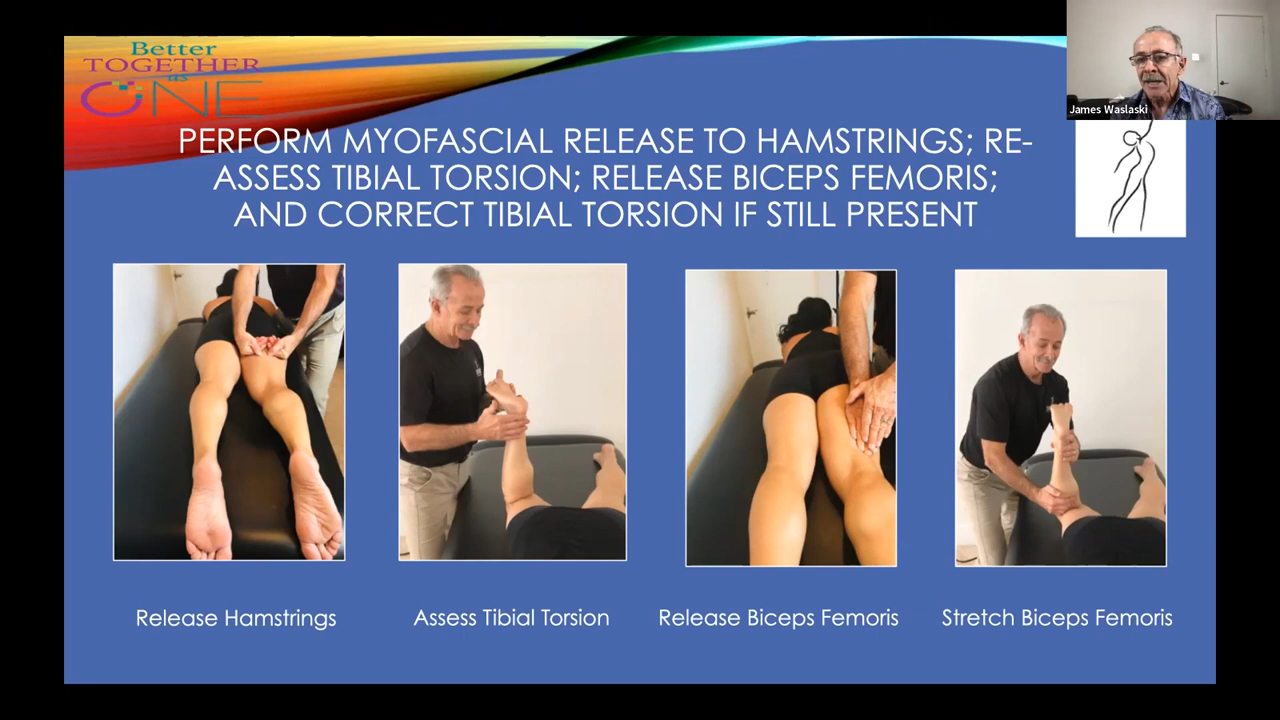 Better
TOGETHER
as
ONE
James Waslaski
PERFORM MYOFASCIAL RELEASE TO HAMSTRINGS; RE-
ASSESS TIBIAL TORSION; RELEASE BICEPS FEMORIS;
AND CORRECT TIBIAL TORSION IF STILL PRESENT
Release Hamstrings
Assess Tibial Torsion
Release Biceps Femoris
Stretch Biceps Femoris